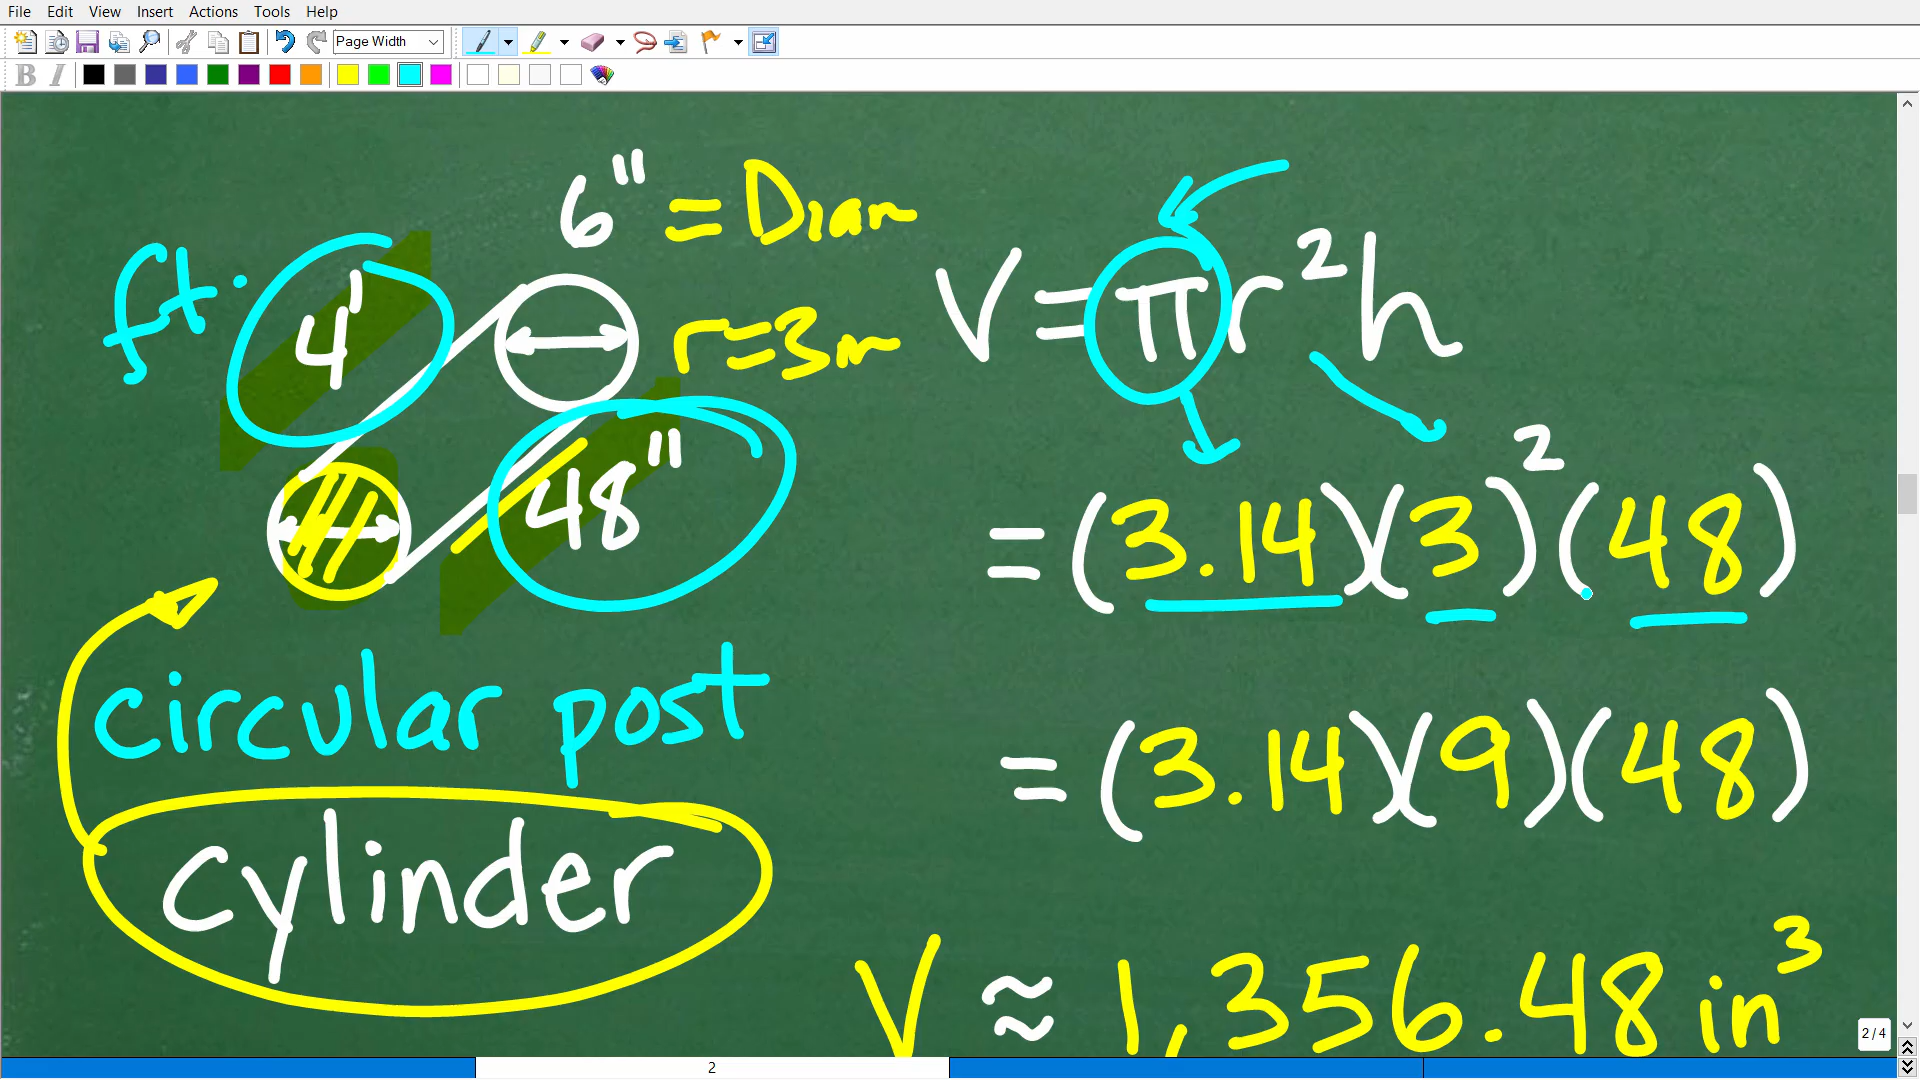 File Edit View Insert Actions Tools Help
Page Width
B I
6" = Diam
ft. 4'
r=3in
48"
circular post
cylinder
V=πr²h
=(3.14)(3)²(48)
=(3.14)(9)(48)
V ≈ 1,356.48 in³
2 / 4
2